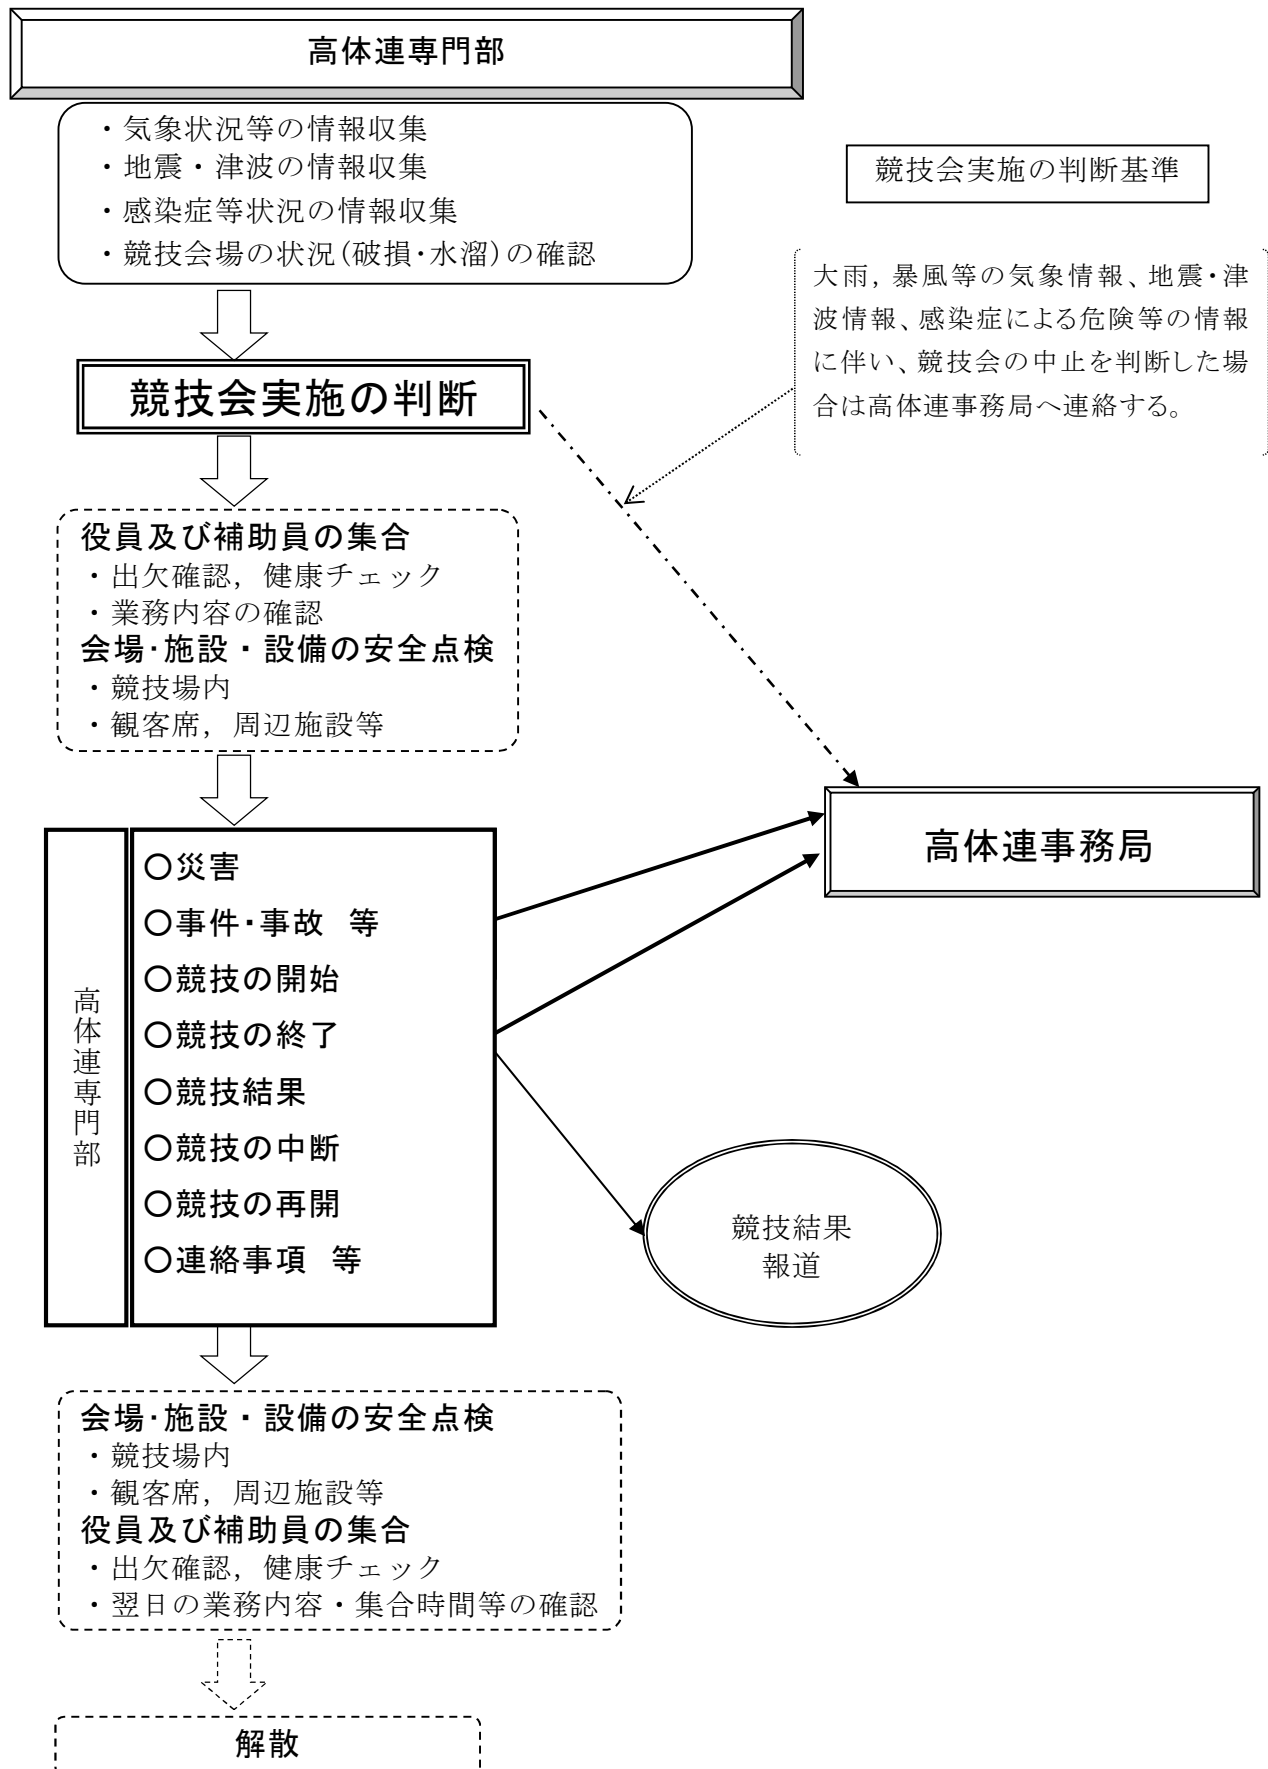 高体連専門部
・気象状況等の情報収集
・地震・津波の情報収集
・感染症等状況の情報収集
・競技会場の状況(破損・水溜)の確認
競技会実施の判断基準
大雨,暴風等の気象情報、地震・津
波情報、感染症による危険等の情報
に伴い、競技会の中止を判断した場
合は高体連事務局へ連絡する。
競技会実施の判断
役員及び補助員の集合
・出欠確認，健康チェック
・業務内容の確認
会場・施設・設備の安全点検
・競技場内
・観客席，周辺施設等
高体連事務局
高体連専門部
○災害
○事件・事故　等
○競技の開始
○競技の終了
○競技結果
○競技の中断
○競技の再開
○連絡事項　等
競技結果
報道
会場・施設・設備の安全点検
・競技場内
・観客席，周辺施設等
役員及び補助員の集合
・出欠確認，健康チェック
・翌日の業務内容・集合時間等の確認
解散